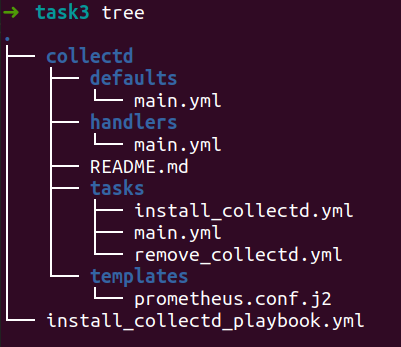 ➜ task3 tree
.
├── collectd
│   ├── defaults
│   │   └── main.yml
│   ├── handlers
│   │   └── main.yml
│   ├── README.md
│   ├── tasks
│   │   ├── install_collectd.yml
│   │   ├── main.yml
│   │   └── remove_collectd.yml
│   └── templates
│       └── prometheus.conf.j2
└── install_collectd_playbook.yml